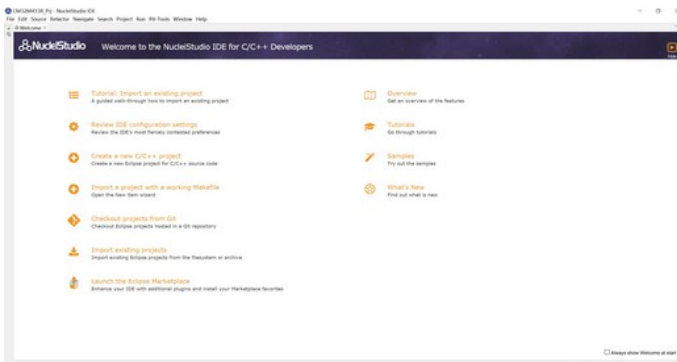 NucleiStudio IDE
File Edit Source Refactor Navigate Search Project Run RV-Tools Window Help
Welcome
NucleiStudio
Welcome to the NucleiStudio IDE for C/C++ Developers
Tutorial: Import an existing project
A guided walk-through how to import an existing project
Review IDE configuration settings
Review the IDE's most fiercely contested preferences
Create a new C/C++ project
Create a new Eclipse project for C/C++ source code
Import a project with a working Makefile
Open the New item wizard
Checkout projects from Git
Checkout Eclipse projects hosted in a Git repository
Import existing projects
Import existing Eclipse projects from the filesystem or archive
Launch the Eclipse Marketplace
Enhance your IDE with additional plugins and install your Marketplace favorites
Overview
Get an overview of the features
Tutorials
Go through tutorials
Samples
Try out the samples
What's New
Find out what is new
Always show Welcome at start